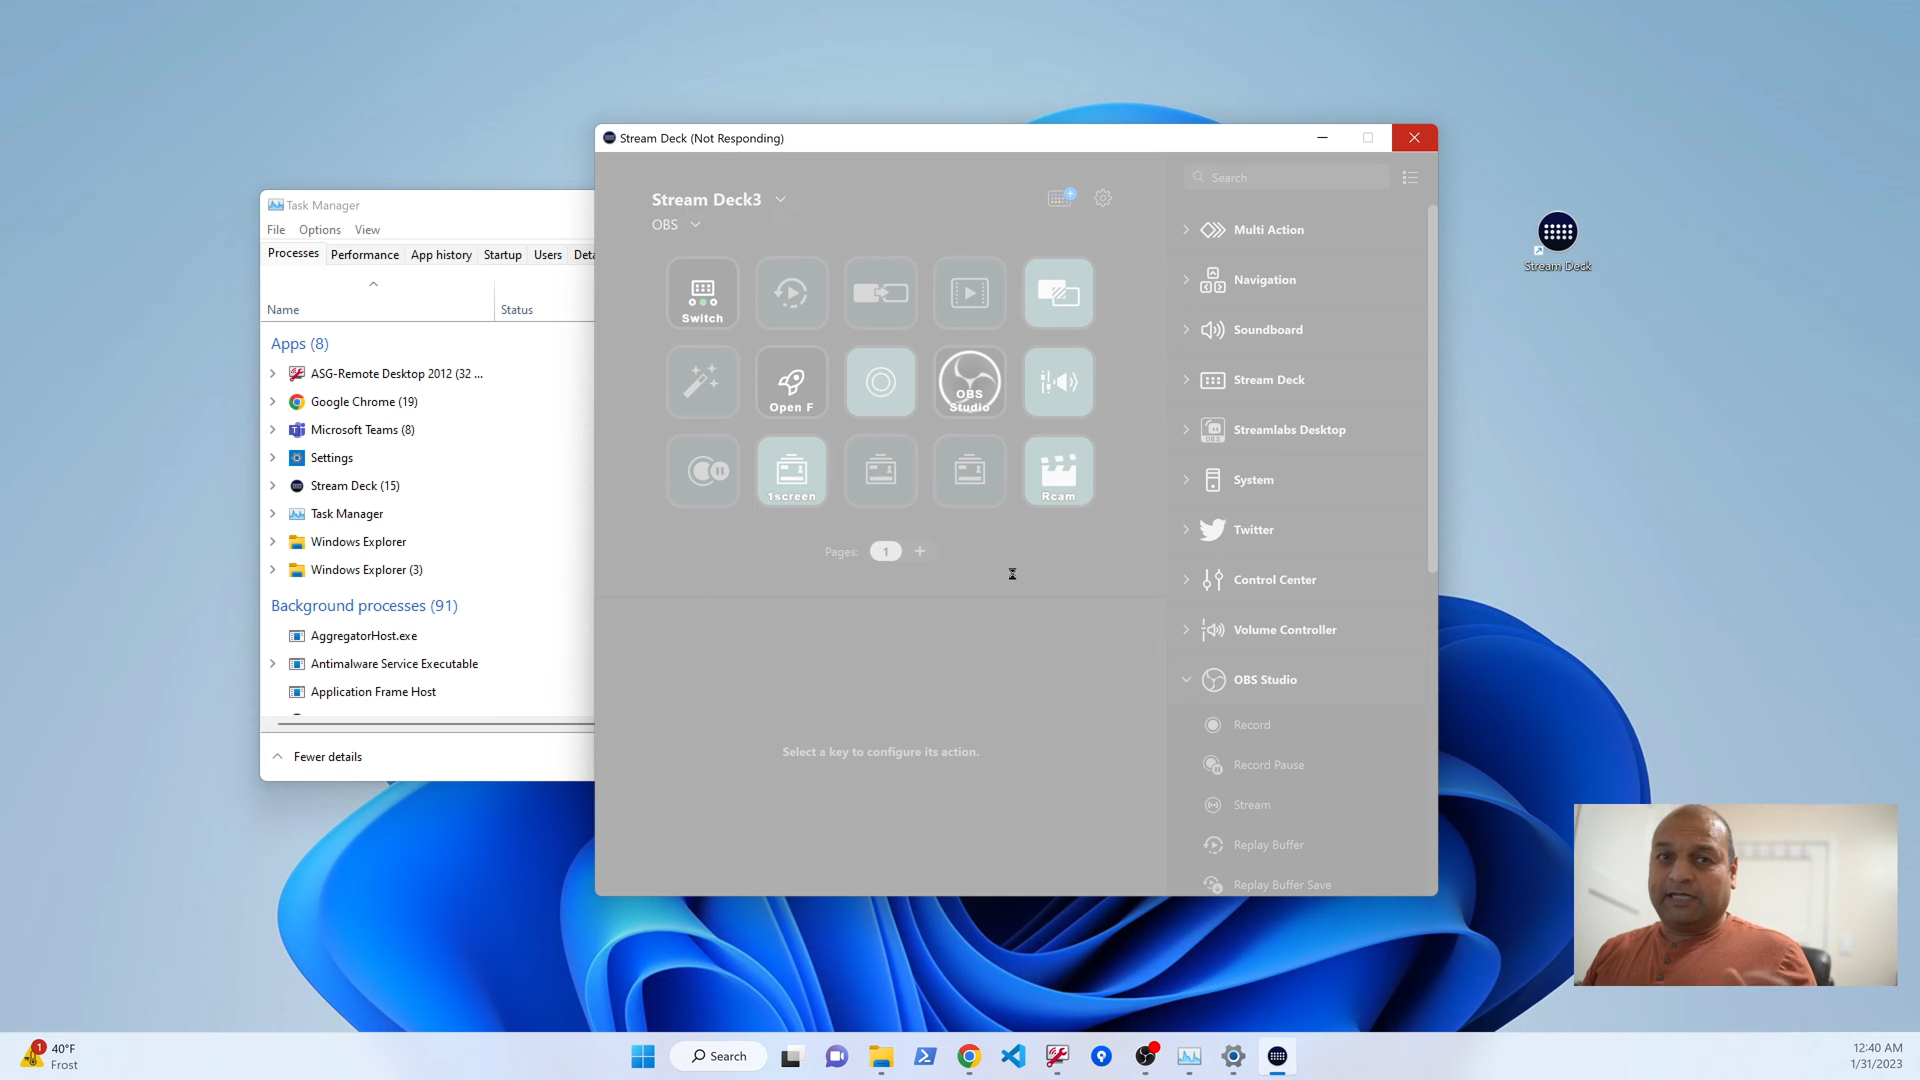 Stream Deck (Not Responding)
Search
Stream Deck3
OBS
Switch
Open F
OBS
Studio
1screen
Rcam
Pages: 1 +
Select a key to configure its action.
Multi Action
Navigation
Soundboard
Stream Deck
Streamlabs Desktop
System
Twitter
Control Center
Volume Controller
OBS Studio
Record
Record Pause
Stream
Replay Buffer
Replay Buffer Save
Task Manager
File Options View
Processes Performance App history Startup Users Deta
Name Status
Apps (8)
ASG-Remote Desktop 2012 (32 ...
Google Chrome (19)
Microsoft Teams (8)
Settings
Stream Deck (15)
Task Manager
Windows Explorer
Windows Explorer (3)
Background processes (91)
AggregatorHost.exe
Antimalware Service Executable
Application Frame Host
Fewer details
Stream Deck
1
40°F
Frost
Search
12:40 AM
1/31/2023